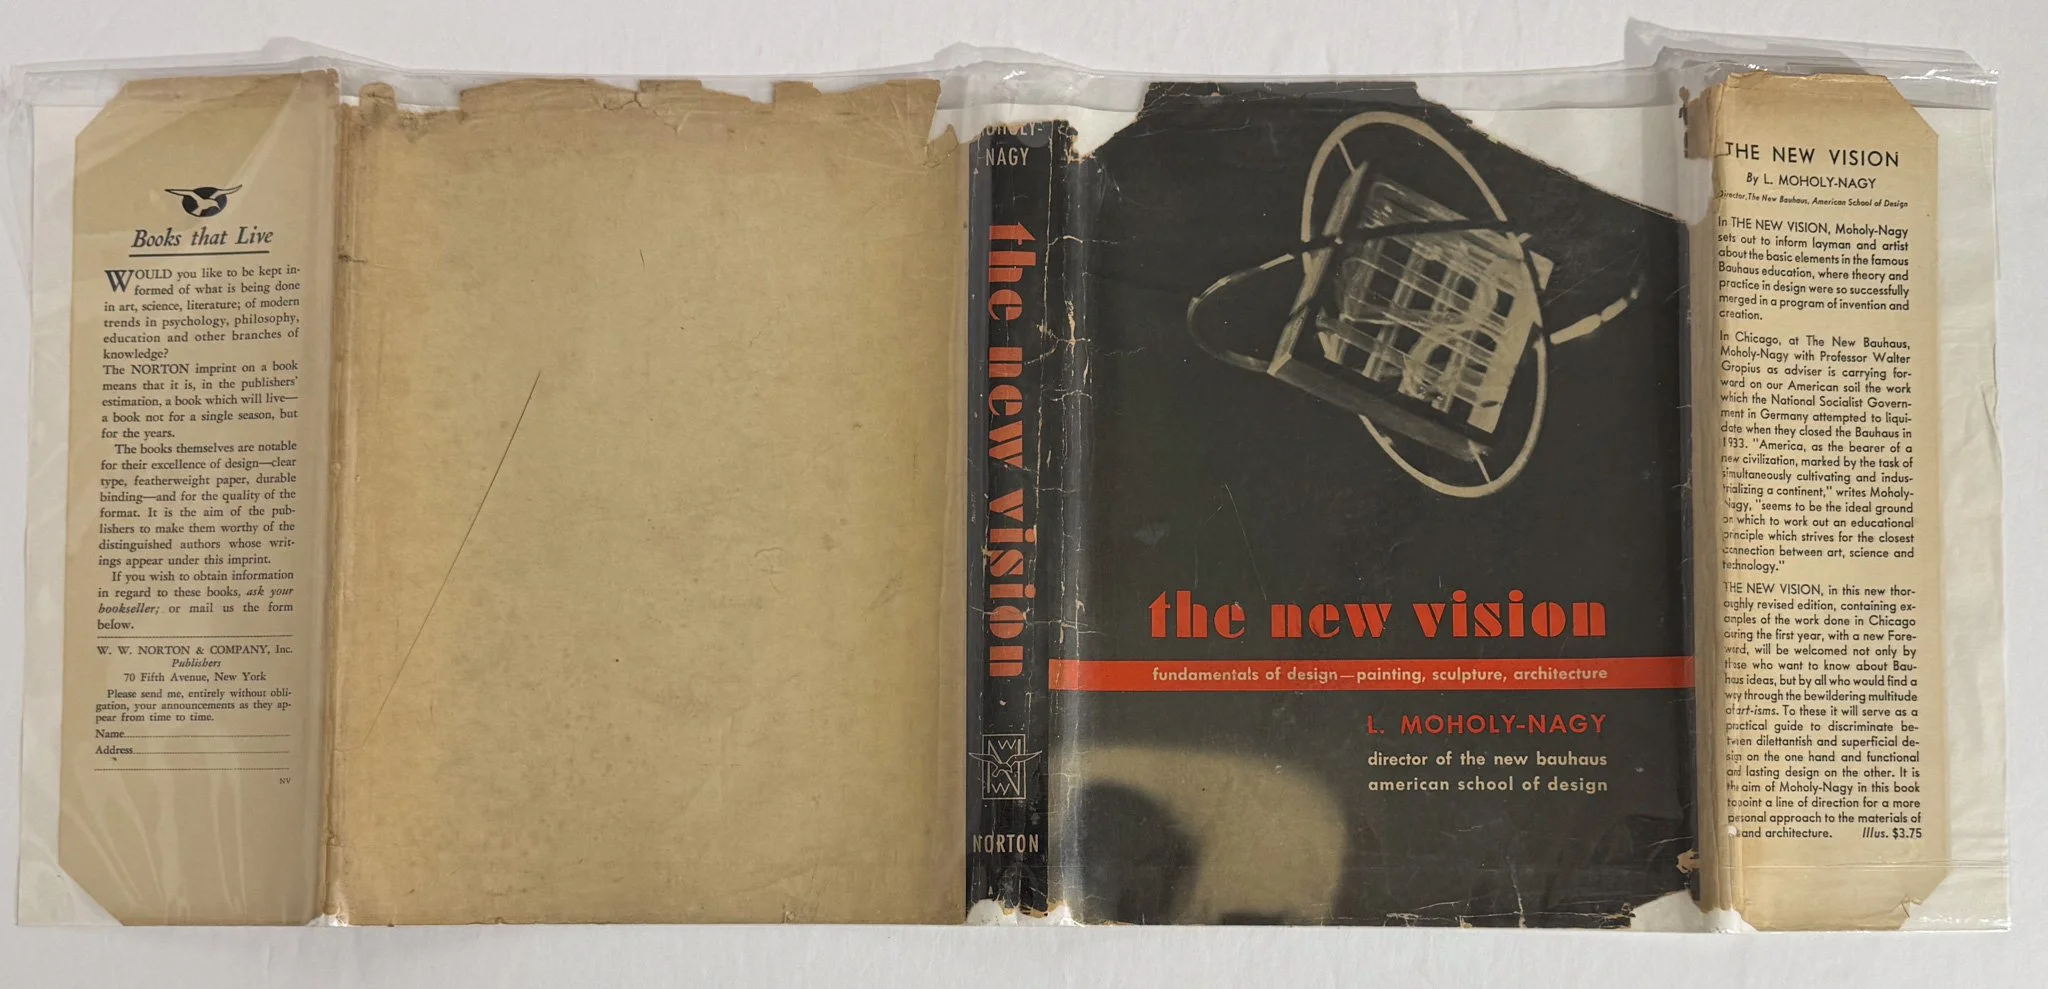 Books that Live
WOULD you like to be kept in-
formed of what is being done
in art, science, literature; of modern
trends in psychology, philosophy,
education and other branches of
knowledge?
The NORTON imprint on a book
means that it is, in the publishers'
estimation, a book which will live—
a book not for a single season, but
for the years.
The books themselves are notable
for their excellence of design—clear
type, featherweight paper, durable
binding—and for the quality of the
format. It is the aim of the pub-
lishers to make them worthy of the
distinguished authors whose writ-
ings appear under this imprint.
If you wish to obtain information
in regard to these books, ask your
bookseller; or mail us the form
below.
W. W. NORTON & COMPANY, Inc.
Publishers
70 Fifth Avenue, New York
Please send me, entirely without obli-
gation, your announcements as they ap-
pear from time to time.
Name
Address
NV
MOHOLY-
NAGY
the new vision
WW
N
WW
NORTON
the new vision
fundamentals of design—painting, sculpture, architecture
L. MOHOLY-NAGY
director of the new bauhaus
american school of design
THE NEW VISION
By L. MOHOLY-NAGY
Director, The New Bauhaus, American School of Design
In THE NEW VISION, Moholy-Nagy
sets out to inform layman and artist
about the basic elements in the famous
Bauhaus education, where theory and
practice in design were so successfully
merged in a program of invention and
creation.
In Chicago, at The New Bauhaus,
Moholy-Nagy with Professor Walter
Gropius as adviser is carrying for-
ward on our American soil the work
which the National Socialist Govern-
ment in Germany attempted to liqui-
date when they closed the Bauhaus in
1933. "America, as the bearer of a
new civilization, marked by the task of
simultaneously cultivating and indus-
trializing a continent," writes Moholy-
Nagy, "seems to be the ideal ground
on which to work out an educational
principle which strives for the closest
connection between art, science and
technology."
THE NEW VISION, in this new thor-
oughly revised edition, containing ex-
amples of the work done in Chicago
during the first year, with a new Fore-
word, will be welcomed not only by
those who want to know about Bau-
haus ideas, but by all who would find a
way through the bewildering multitude
of art-isms. To these it will serve as a
practical guide to discriminate be-
tween dilettantish and superficial de-
sign on the one hand and functional
and lasting design on the other. It is
the aim of Moholy-Nagy in this book
to point a line of direction for a more
personal approach to the materials of
and architecture. Illus. $3.75